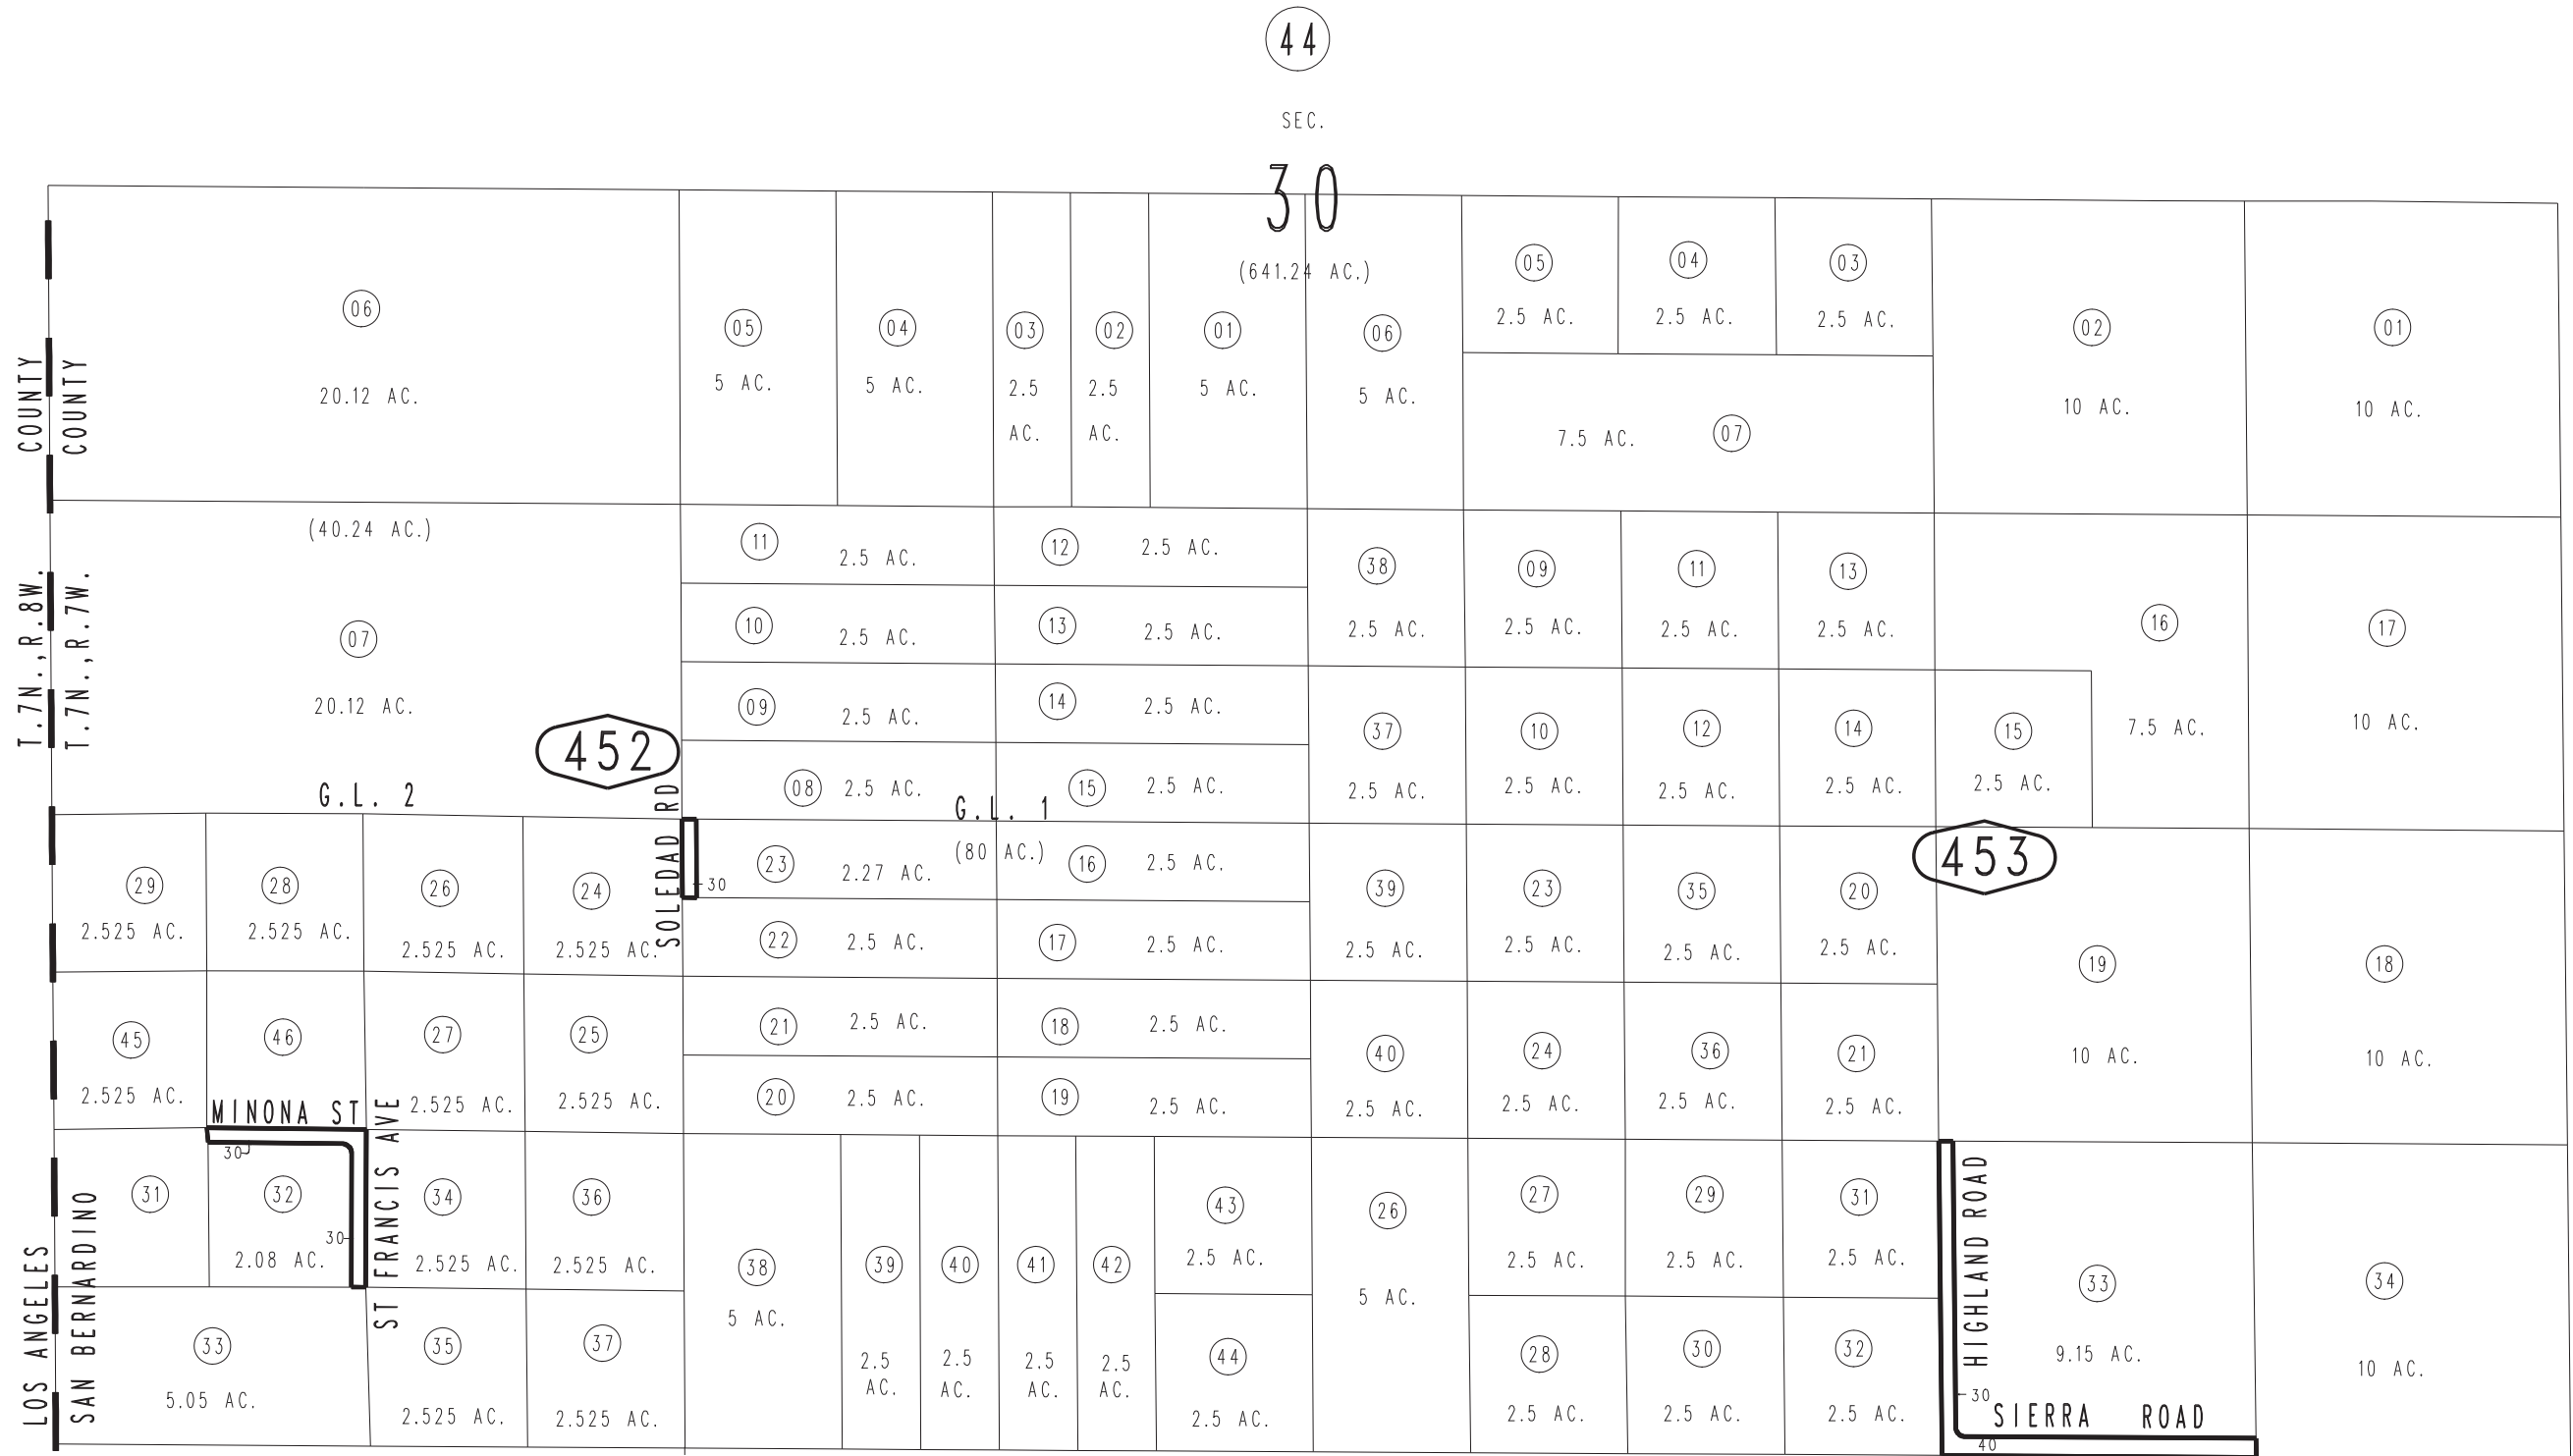 44
SEC.
30
(641.24 AC.)
06
20.12 AC.
05
5 AC.
04
5 AC.
03
2.5
AC.
02
2.5
AC.
01
5 AC.
06
5 AC.
05
2.5 AC.
04
2.5 AC.
03
2.5 AC.
7.5 AC. 07
02
10 AC.
01
10 AC.
COUNTY
COUNTY
T.7N.,R.8W.
T.7N.,R.7W.
(40.24 AC.)
07
20.12 AC.
G.L. 2
452
11 2.5 AC.
12 2.5 AC.
10 2.5 AC.
13 2.5 AC.
09 2.5 AC.
14 2.5 AC.
08 2.5 AC.
15 2.5 AC.
G.L. 1
(80 AC.)
38
2.5 AC.
09
2.5 AC.
11
2.5 AC.
13
2.5 AC.
16
7.5 AC.
17
10 AC.
37
2.5 AC.
10
2.5 AC.
12
2.5 AC.
14
2.5 AC.
15
2.5 AC.
453
29
2.525 AC.
28
2.525 AC.
26
2.525 AC.
24
2.525 AC.
SOLEDAD RD
30
23 2.27 AC.
16 2.5 AC.
22 2.5 AC.
17 2.5 AC.
39
2.5 AC.
23
2.5 AC.
35
2.5 AC.
20
2.5 AC.
19
10 AC.
18
10 AC.
45
2.525 AC.
46
27
2.525 AC.
25
2.525 AC.
21 2.5 AC.
18 2.5 AC.
20 2.5 AC.
19 2.5 AC.
40
2.5 AC.
24
2.5 AC.
36
2.5 AC.
21
2.5 AC.
MINONA ST
30
ST FRANCIS AVE
31
32
2.08 AC.
30
34
2.525 AC.
36
2.525 AC.
33
5.05 AC.
35
2.525 AC.
37
2.525 AC.
38
5 AC.
39
2.5
AC.
40
2.5
AC.
41
2.5
AC.
42
2.5
AC.
43
2.5 AC.
44
2.5 AC.
26
5 AC.
27
2.5 AC.
29
2.5 AC.
31
2.5 AC.
28
2.5 AC.
30
2.5 AC.
32
2.5 AC.
HIGHLAND ROAD
33
9.15 AC.
34
10 AC.
30
SIERRA ROAD
40
LOS ANGELES
SAN BERNARDINO